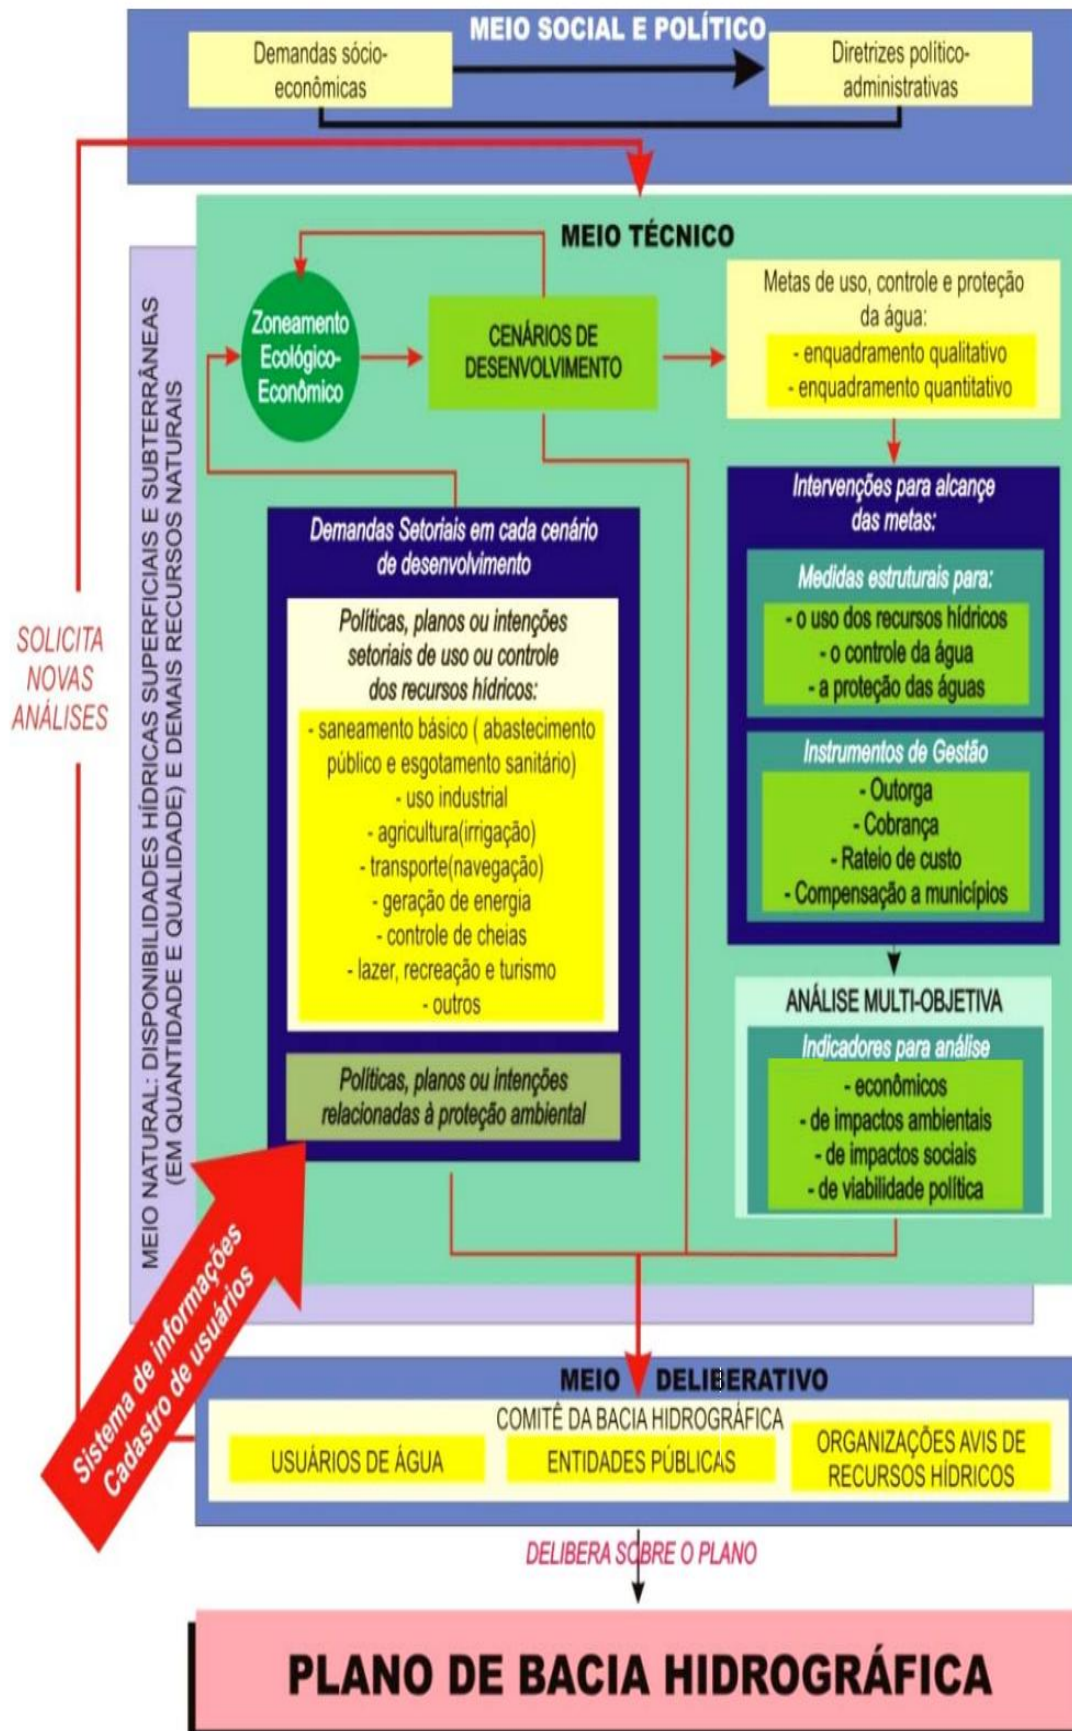 MEIO SOCIAL E POLÍTICO
Demandas sócio-
econômicas
Diretrizes político-
administrativas
MEIO TÉCNICO
Zoneamento
Ecológico-
Econômico
CENÁRIOS DE
DESENVOLVIMENTO
Metas de uso, controle e proteção
da água:
- enquadramento qualitativo
- enquadramento quantitativo
Intervenções para alcançe
das metas:
Medidas estruturais para:
- o uso dos recursos hídricos
- o controle da água
- a proteção das águas
Instrumentos de Gestão
- Outorga
- Cobrança
- Rateio de custo
- Compensação a municípios
ANÁLISE MULTI-OBJETIVA
Indicadores para análise
- econômicos
- de impactos ambientais
- de impactos sociais
- de viabilidade política
Demandas Setoriais em cada cenário
de desenvolvimento
Políticas, planos ou intenções
setoriais de uso ou controle
dos recursos hídricos:
- saneamento básico ( abastecimento
público e esgotamento sanitário)
- uso industrial
- agricultura(irrigação)
- transporte(navegação)
- geração de energia
- controle de cheias
- lazer, recreação e turismo
- outros
Políticas, planos ou intenções
relacionadas à proteção ambiental
MEIO NATURAL: DISPONIBILIDADES HÍDRICAS SUPERFICIAIS E SUBTERRÂNEAS
(EM QUANTIDADE E QUALIDADE) E DEMAIS RECURSOS NATURAIS
SOLICITA
NOVAS
ANÁLISES
Sistema de informações
Cadastro de usuários
MEIO DELIBERATIVO
COMITÊ DA BACIA HIDROGRÁFICA
USUÁRIOS DE ÁGUA
ENTIDADES PÚBLICAS
ORGANIZAÇÕES AVIS DE
RECURSOS HÍDRICOS
DELIBERA SOBRE O PLANO
PLANO DE BACIA HIDROGRÁFICA